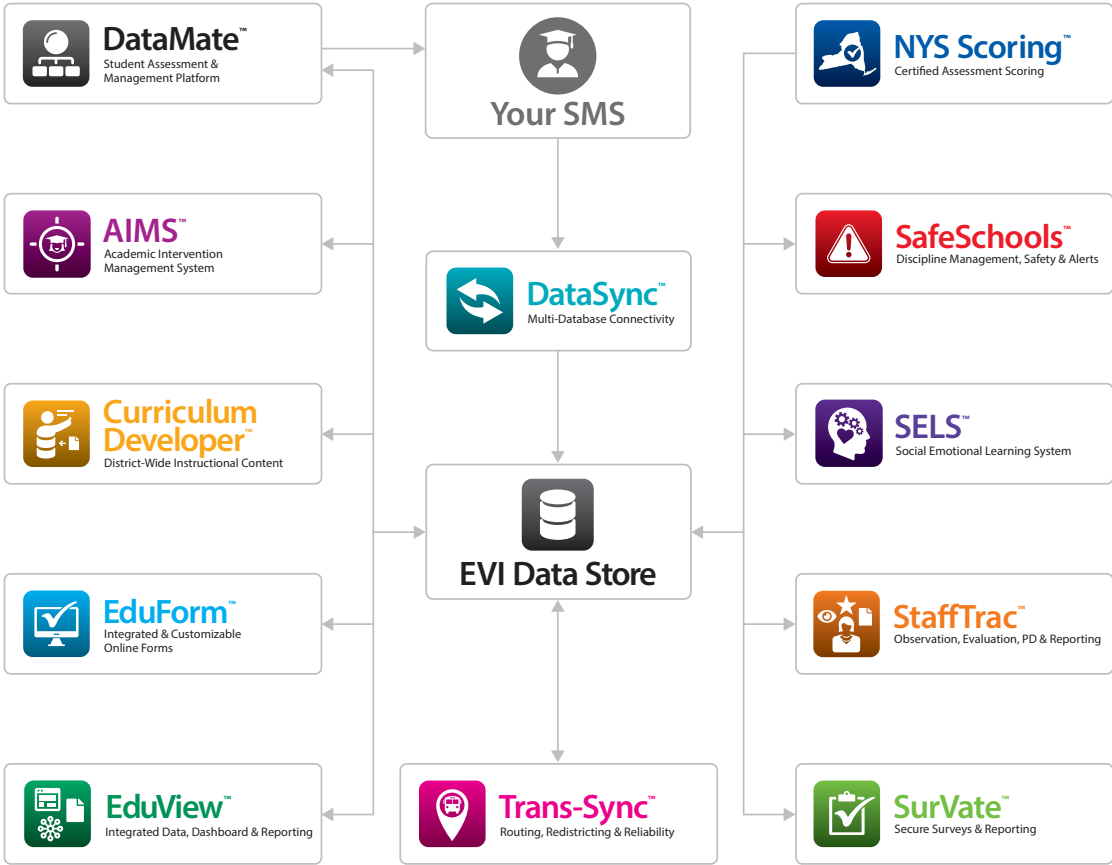 DataMate™
Student Assessment &
Management Platform
Your SMS
NYS Scoring™
Certified Assessment Scoring
AIMS™
Academic Intervention
Management System
DataSync™
Multi-Database Connectivity
SafeSchools™
Discipline Management, Safety & Alerts
Curriculum
Developer™
District-Wide Instructional Content
EVI Data Store
SELS™
Social Emotional Learning System
EduForm™
Integrated & Customizable
Online Forms
StaffTrac™
Observation, Evaluation, PD & Reporting
EduView™
Integrated Data, Dashboard & Reporting
Trans-Sync™
Routing, Redistricting & Reliability
SurVate™
Secure Surveys & Reporting